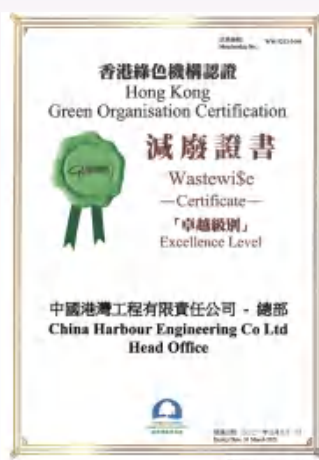 香港綠色機構認證
Hong Kong
Green Organisation Certification
減廢證書
Wastewi$e
—Certificate—
「卓越級別」
Excellence Level
中國港灣工程有限責任公司 - 總部
China Harbour Engineering Co Ltd
Head Office